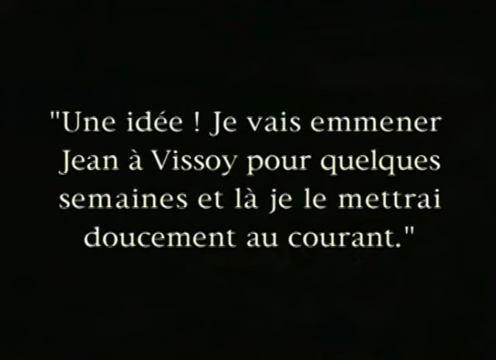 "Une idée ! Je vais emmener
Jean à Vissoy pour quelques
semaines et là je le mettrai
doucement au courant."